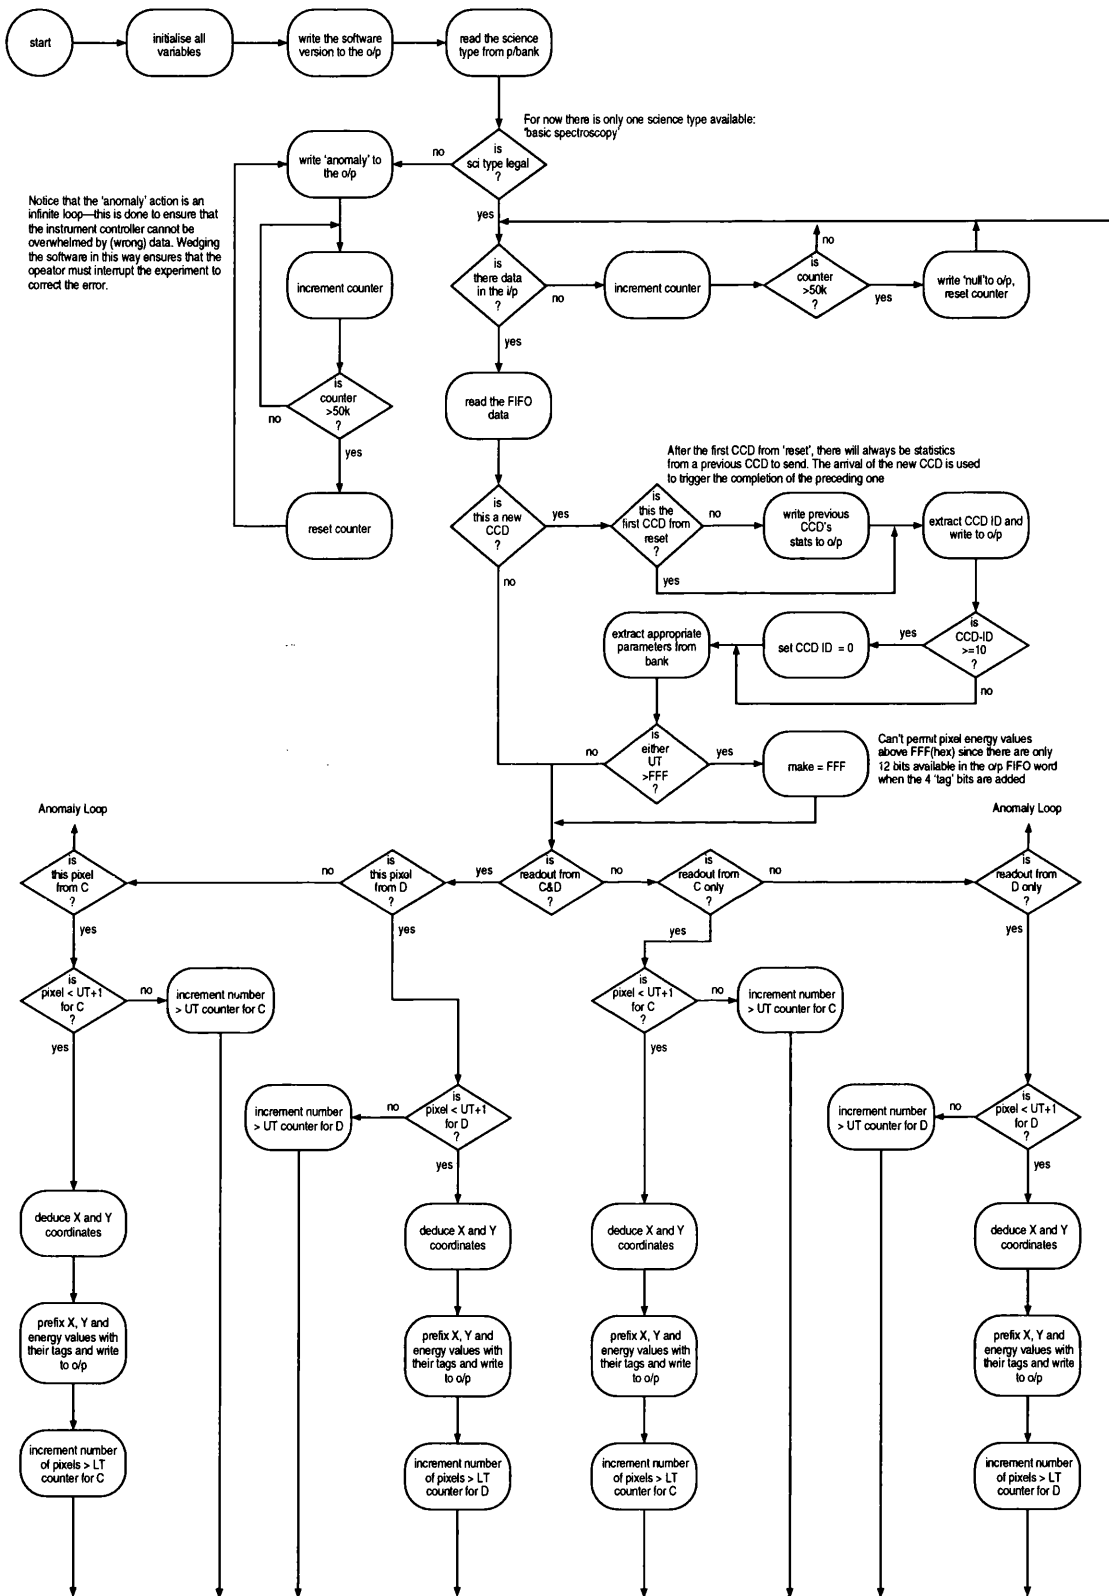 start
initialise all
variables
write the software
version to the o/p
read the science
type from p/bank
For now there is only one science type available:
'basic spectroscopy'
is
sci type legal
?
no
yes
write 'anomaly' to
the o/p
Notice that the 'anomaly' action is an
infinite loop—this is done to ensure that
the instrument controller cannot be
overwhelmed by (wrong) data. Wedging
the software in this way ensures that the
opeator must interrupt the experiment to
correct the error.
increment counter
is
counter
>50k
?
no
yes
reset counter
is
there data
in the i/p
?
no
yes
increment counter
is
counter
>50k
?
no
yes
write 'null' to o/p,
reset counter
read the FIFO
data
After the first CCD from 'reset', there will always be statistics
from a previous CCD to send. The arrival of the new CCD is used
to trigger the completion of the preceding one
is
this a new
CCD
?
yes
no
is
this the
first CCD from
reset
?
no
yes
write previous
CCD's
stats to o/p
extract CCD ID and
write to o/p
is
CCD-ID
>=10
?
yes
no
set CCD ID = 0
extract appropriate
parameters from
bank
is
either
UT
>FFF
?
no
yes
make = FFF
Can't permit pixel energy values
above FFF(hex) since there are only
12 bits available in the o/p FIFO word
when the 4 'tag' bits are added
Anomaly Loop
Anomaly Loop
is
this pixel
from C
?
no
yes
is
this pixel
from D
?
yes
yes
is
readout from
C&D
?
no
is
readout from
C only
?
no
yes
is
readout from
D only
?
yes
is
pixel < UT+1
for C
?
no
yes
increment number
> UT counter for C
is
pixel < UT+1
for C
?
no
yes
increment number
> UT counter for C
increment number
> UT counter for D
no
is
pixel < UT+1
for D
?
yes
increment number
> UT counter for D
no
is
pixel < UT+1
for D
?
yes
deduce X and Y
coordinates
deduce X and Y
coordinates
deduce X and Y
coordinates
deduce X and Y
coordinates
prefix X, Y and
energy values with
their tags and write
to o/p
prefix X, Y and
energy values with
their tags and write
to o/p
prefix X, Y and
energy values with
their tags and write
to o/p
prefix X, Y and
energy values with
their tags and write
to o/p
increment number
of pixels > LT
counter for C
increment number
of pixels > LT
counter for D
increment number
of pixels > LT
counter for C
increment number
of pixels > LT
counter for D